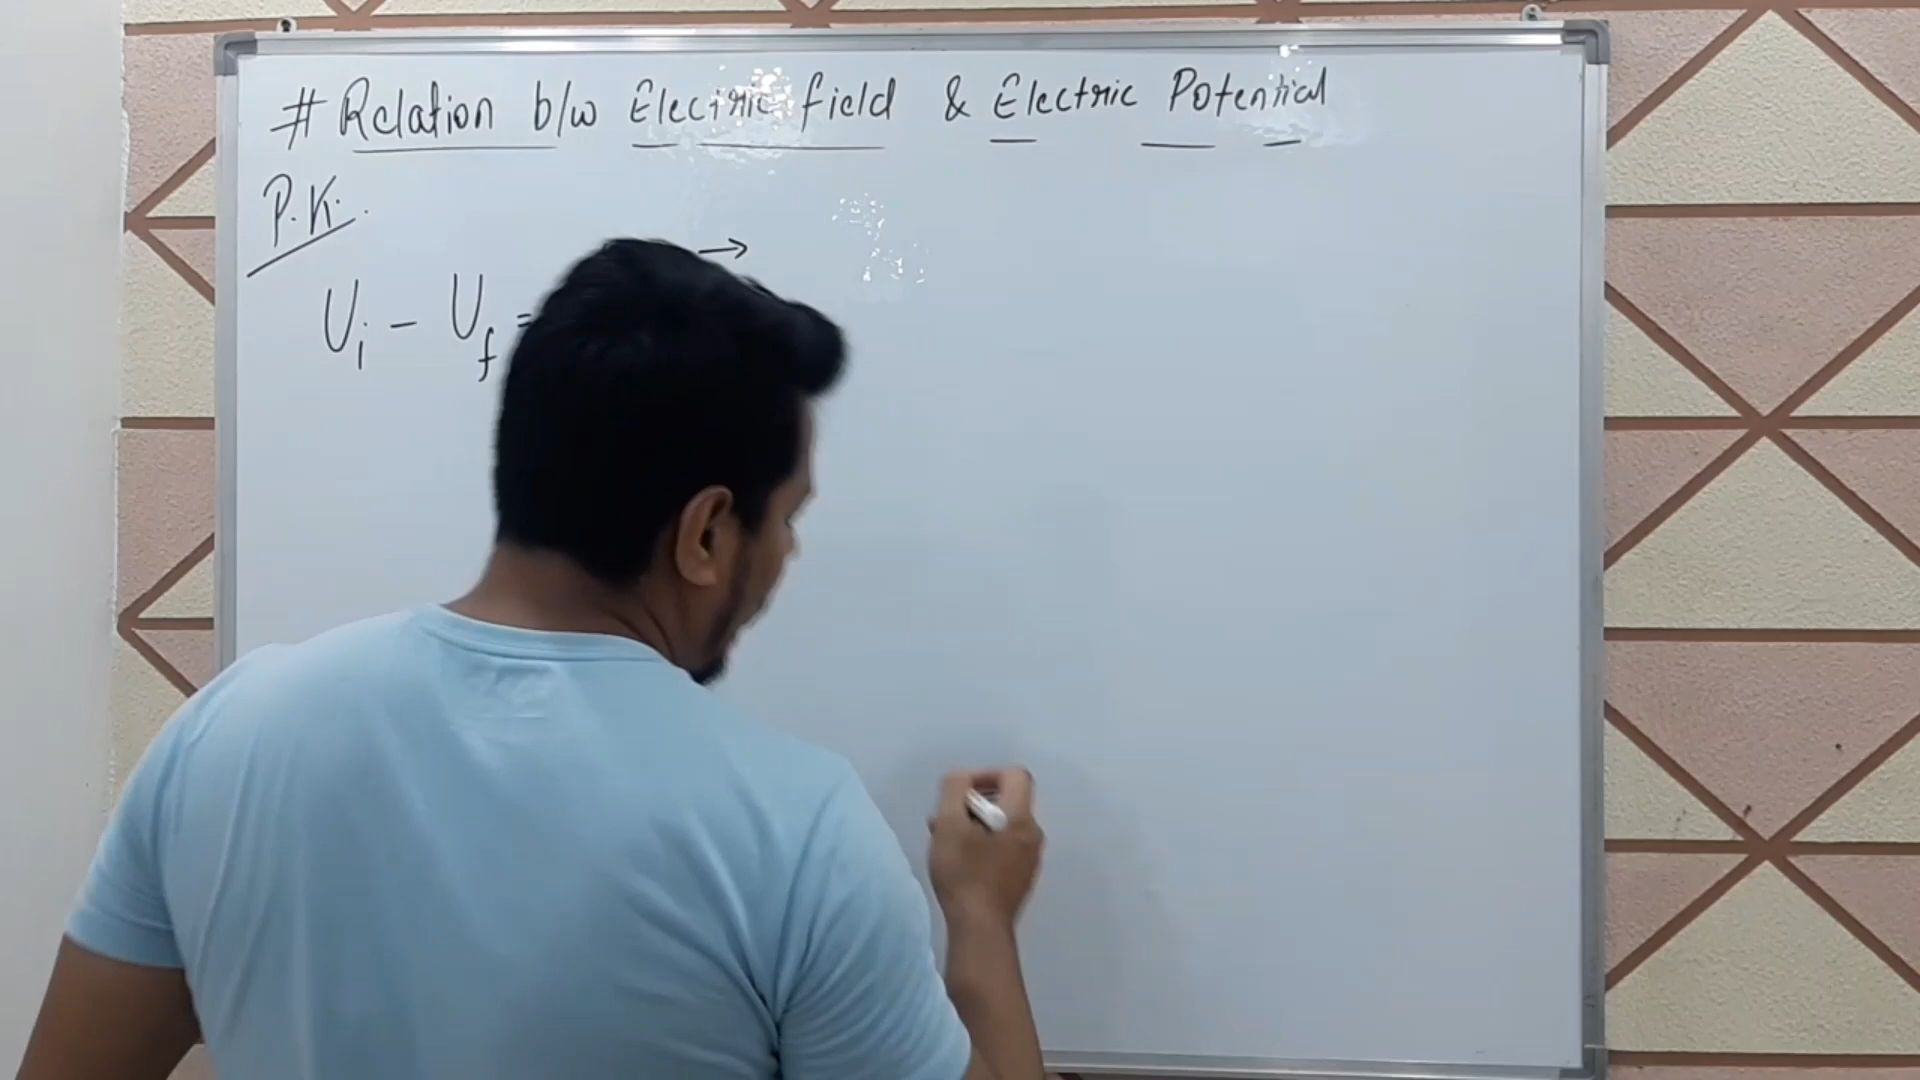 # Relation b/w Electric field & Electric Potential
P.K.
→
Ui - Uf =